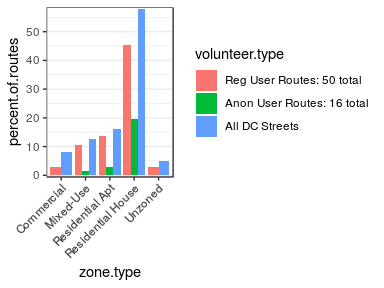 percent.of.routes
50
40
30
20
10
0
Commercial
Mixed-Use
Residential Apt
Residential House
Unzoned
zone.type
volunteer.type
Reg User Routes: 50 total
Anon User Routes: 16 total
All DC Streets